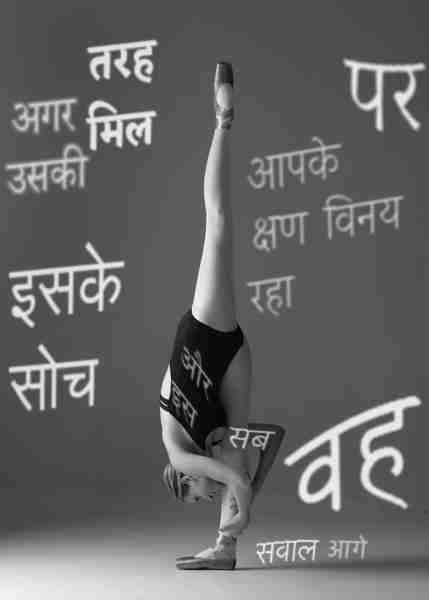 तरह
मिल
अगर
उसकी
पर
आपके
क्षण विनय
रहा
इसके
सोच
और
इस
सब
वह
सवाल आगे